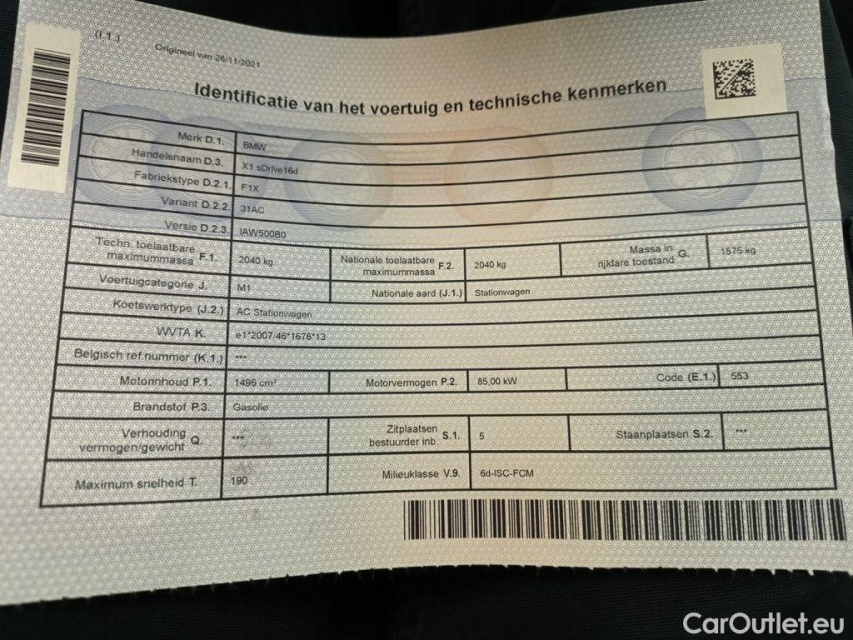 (I.1.)
Origineel van 26/11/2021
Identificatie van het voertuig en technische kenmerken
Merk D.1. BMW
Handelsnaam D.3. X1 sDrive16d
Fabriekstype D.2.1. F1X
Variant D.2.2. 31AC
Versie D.2.3. IAW500B0
Techn. toelaatbare maximummassa F.1. 2040 kg Nationale toelaatbare maximummassa F.2. 2040 kg Massa in rijklare toestand G. 1575 kg
Voertuigcategorie J. M1 Nationale aard (J.1.) Stationwagen
Koetswerktype (J.2.) AC Stationwagen
WVTA K. e1*2007/46*1676*13
Belgisch ref.nummer (K.1.) ***
Motorinhoud P.1. 1496 cm³ Motorvermogen P.2. 85,00 kW Code (E.1.) 553
Brandstof P.3. Gasolie
Verhouding vermogen/gewicht Q. *** Zitplaatsen bestuurder inb. S.1. 5 Staanplaatsen S.2. ***
Maximum snelheid T. 190 Milieuklasse V.9. 6d-ISC-FCM
CarOutlet.eu